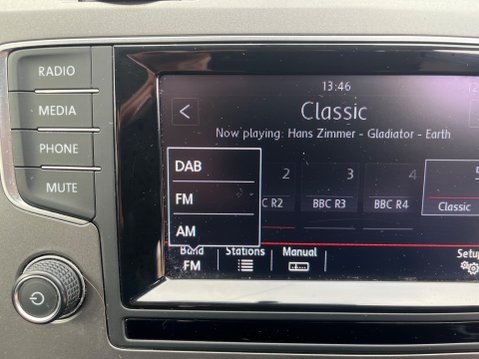 RADIO
MEDIA
PHONE
MUTE
13:46
<
Classic
Now playing: Hans Zimmer - Gladiator - Earth
DAB
FM
AM
2
3
4
C R2
BBC R3
BBC R4
Classic
Band
FM
Stations
Manual
Setup